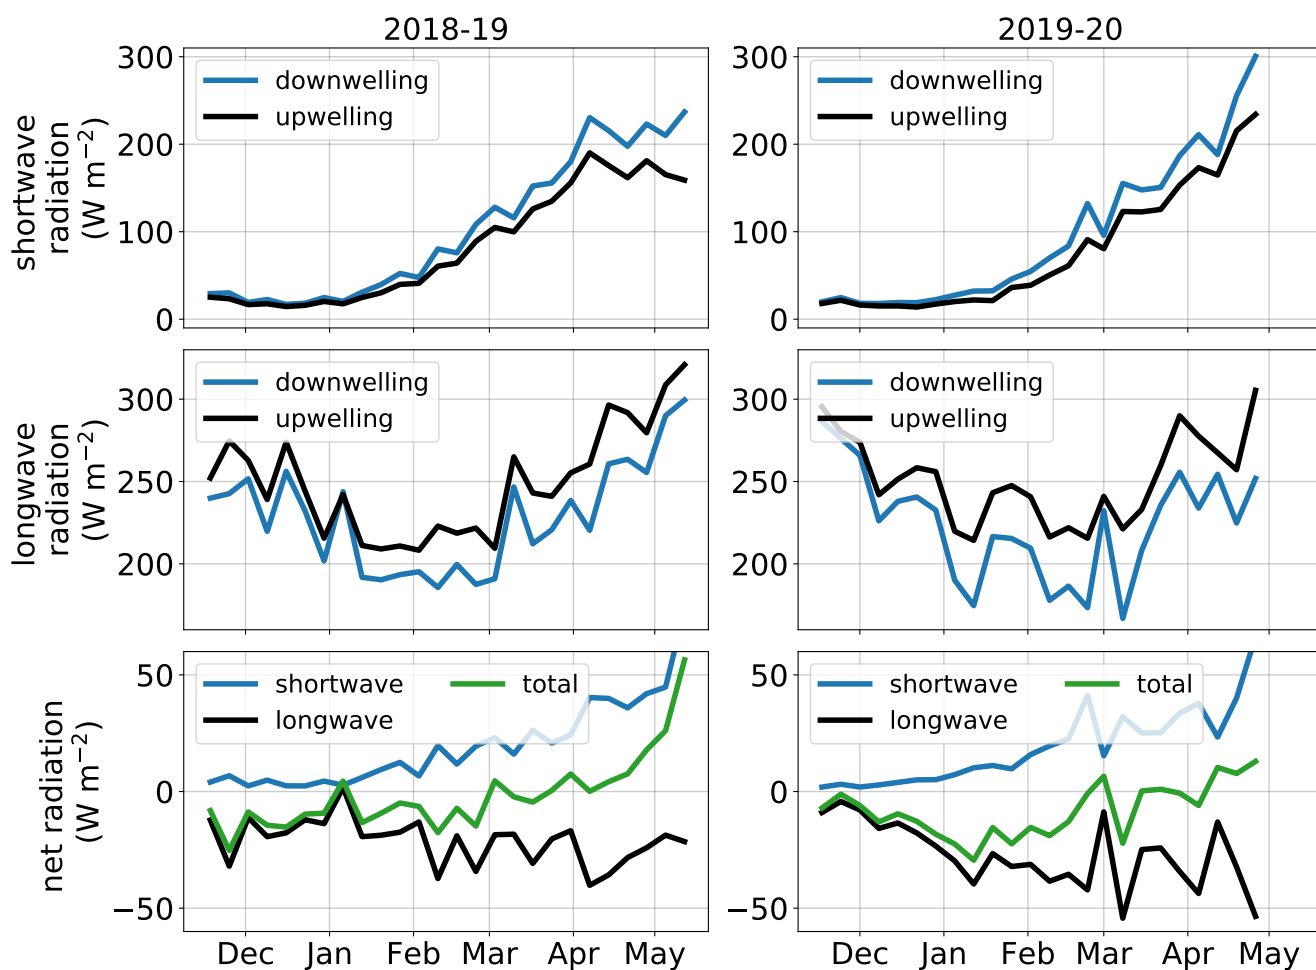 2018-19
2019-20
shortwave
radiation
(W m⁻²)
300
200
100
0
downwelling
upwelling
300
200
100
0
downwelling
upwelling
longwave
radiation
(W m⁻²)
300
250
200
downwelling
upwelling
300
250
200
downwelling
upwelling
net radiation
(W m⁻²)
50
0
−50
shortwave total
longwave
50
0
−50
shortwave total
longwave
Dec Jan Feb Mar Apr May
Dec Jan Feb Mar Apr May